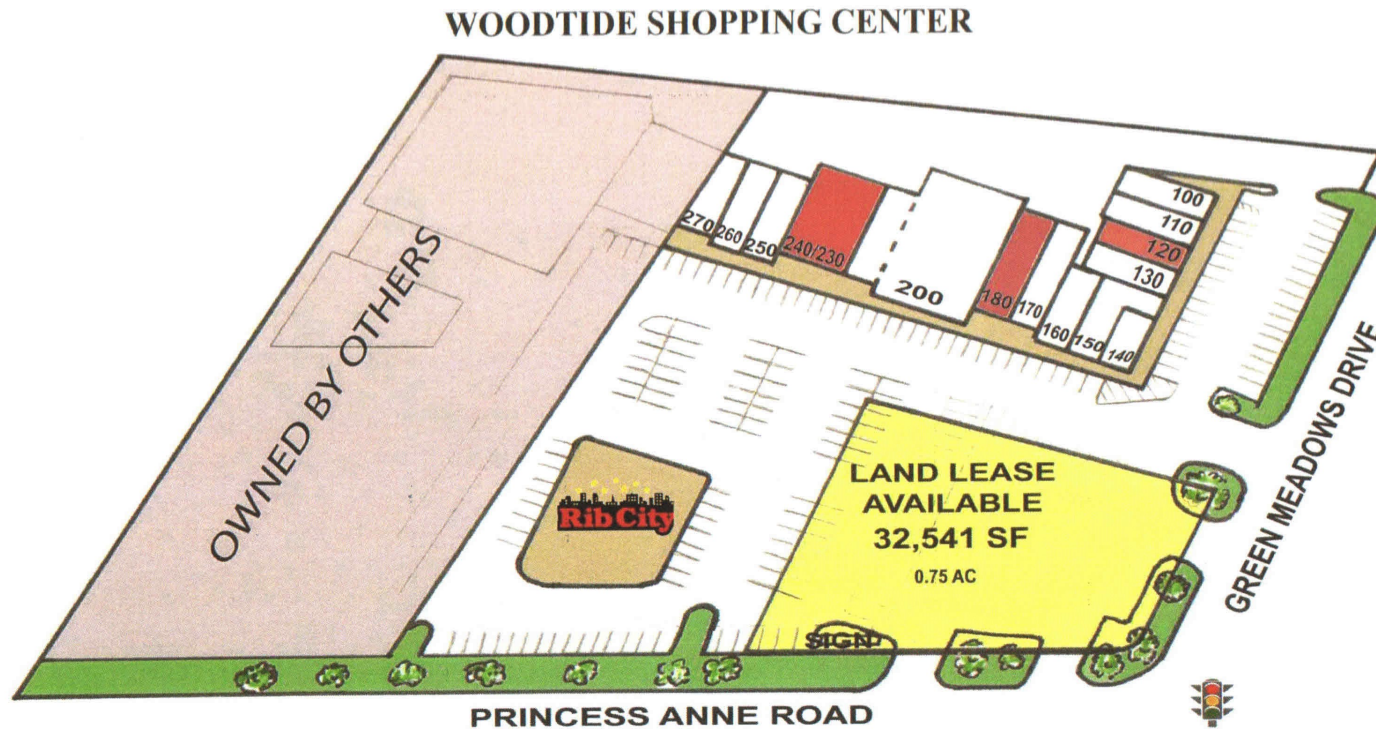 WOODTIDE SHOPPING CENTER
OWNED BY OTHERS
270
260
250
240/230
200
180
170
160
150
140
100
110
120
130
Rib City
LAND LEASE
AVAILABLE
32,541 SF
0.75 AC
SIGN
GREEN MEADOWS DRIVE
PRINCESS ANNE ROAD